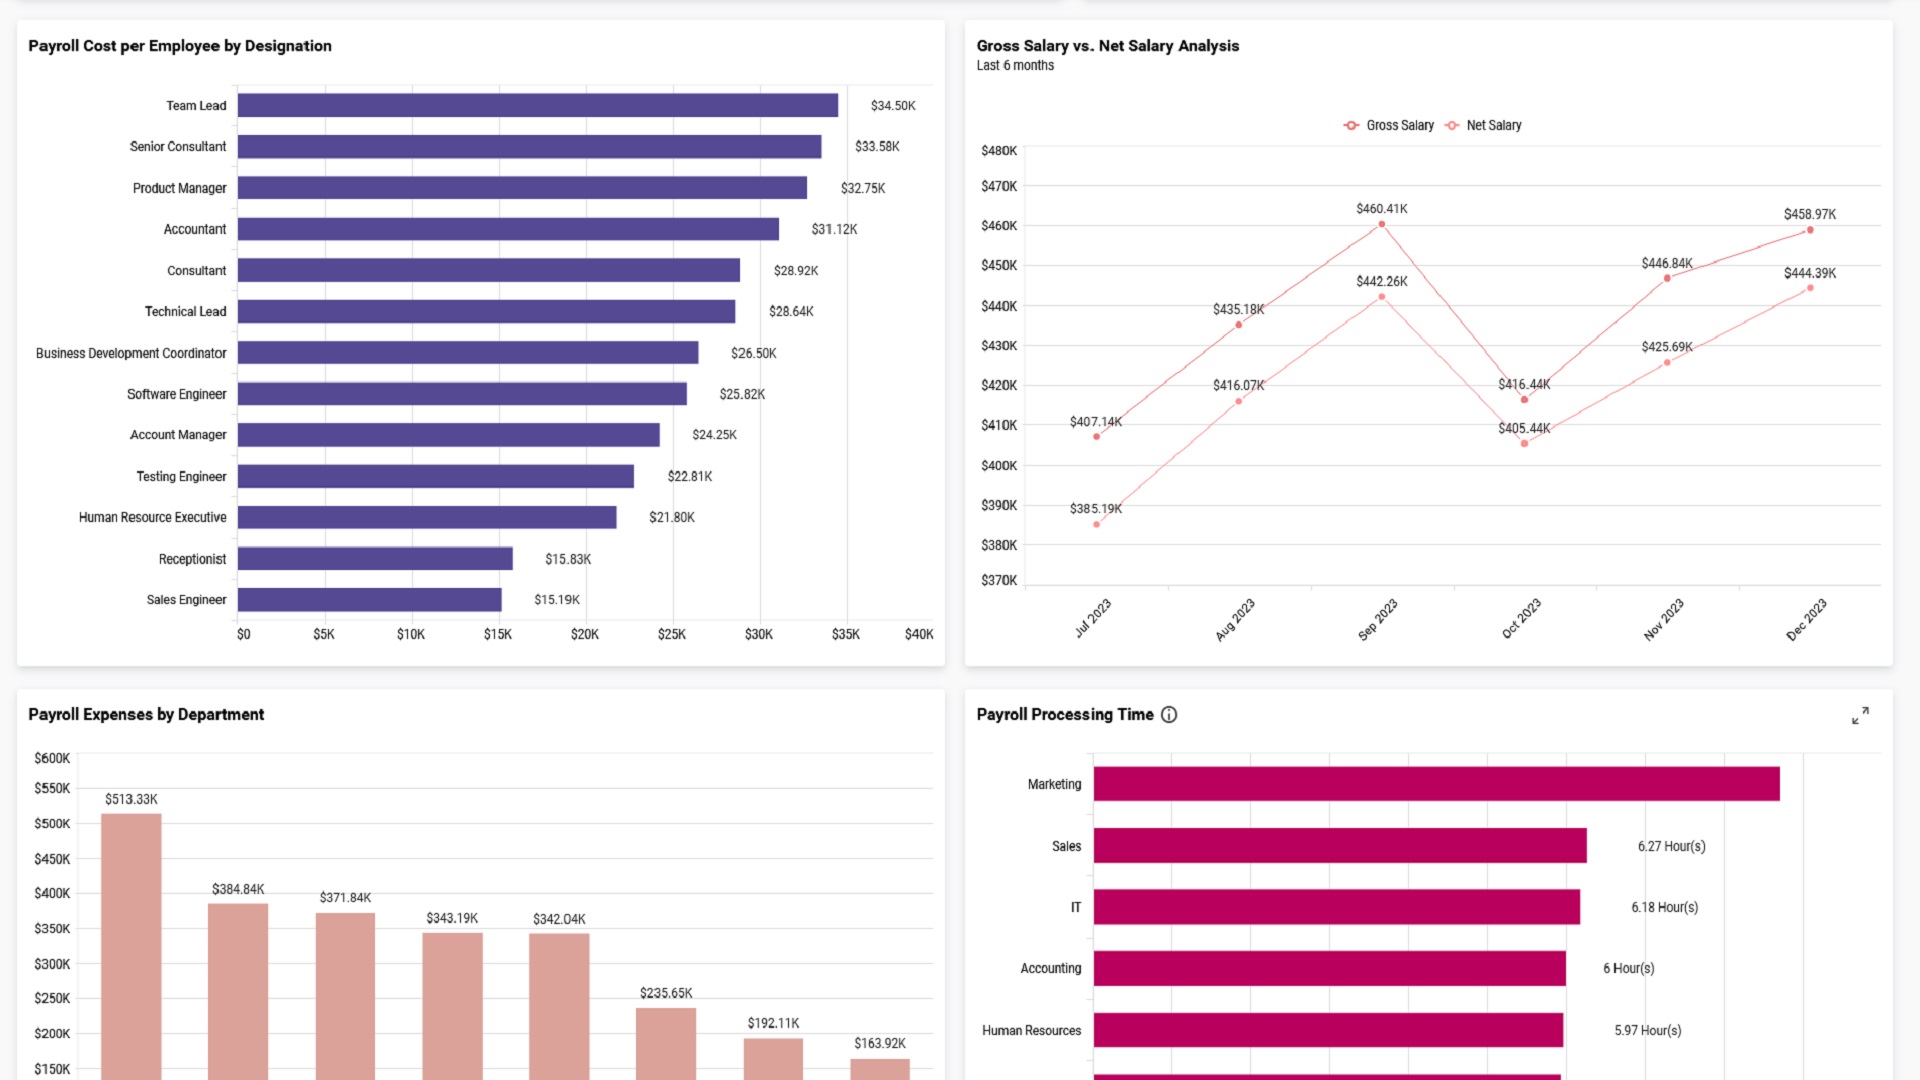 Payroll Cost per Employee by Designation
Team Lead $34.50K
Senior Consultant $33.58K
Product Manager $32.75K
Accountant $31.12K
Consultant $28.92K
Technical Lead $28.64K
Business Development Coordinator $26.50K
Software Engineer $25.82K
Account Manager $24.25K
Testing Engineer $22.81K
Human Resource Executive $21.80K
Receptionist $15.83K
Sales Engineer $15.19K
$0 $5K $10K $15K $20K $25K $30K $35K $40K
Gross Salary vs. Net Salary Analysis
Last 6 months
Gross Salary Net Salary
$480K
$470K
$460K
$450K
$440K
$430K
$420K
$410K
$400K
$390K
$380K
$370K
$407.14K $435.18K $460.41K $416.44K $446.84K $458.97K
$385.19K $416.07K $442.26K $405.44K $425.69K $444.39K
Jul 2023 Aug 2023 Sep 2023 Oct 2023 Nov 2023 Dec 2023
Payroll Expenses by Department
$600K
$550K
$500K
$450K
$400K
$350K
$300K
$250K
$200K
$150K
$513.33K $384.84K $371.84K $343.19K $342.04K $235.65K $192.11K $163.92K
Payroll Processing Time
Marketing
Sales 6.27 Hour(s)
IT 6.18 Hour(s)
Accounting 6 Hour(s)
Human Resources 5.97 Hour(s)